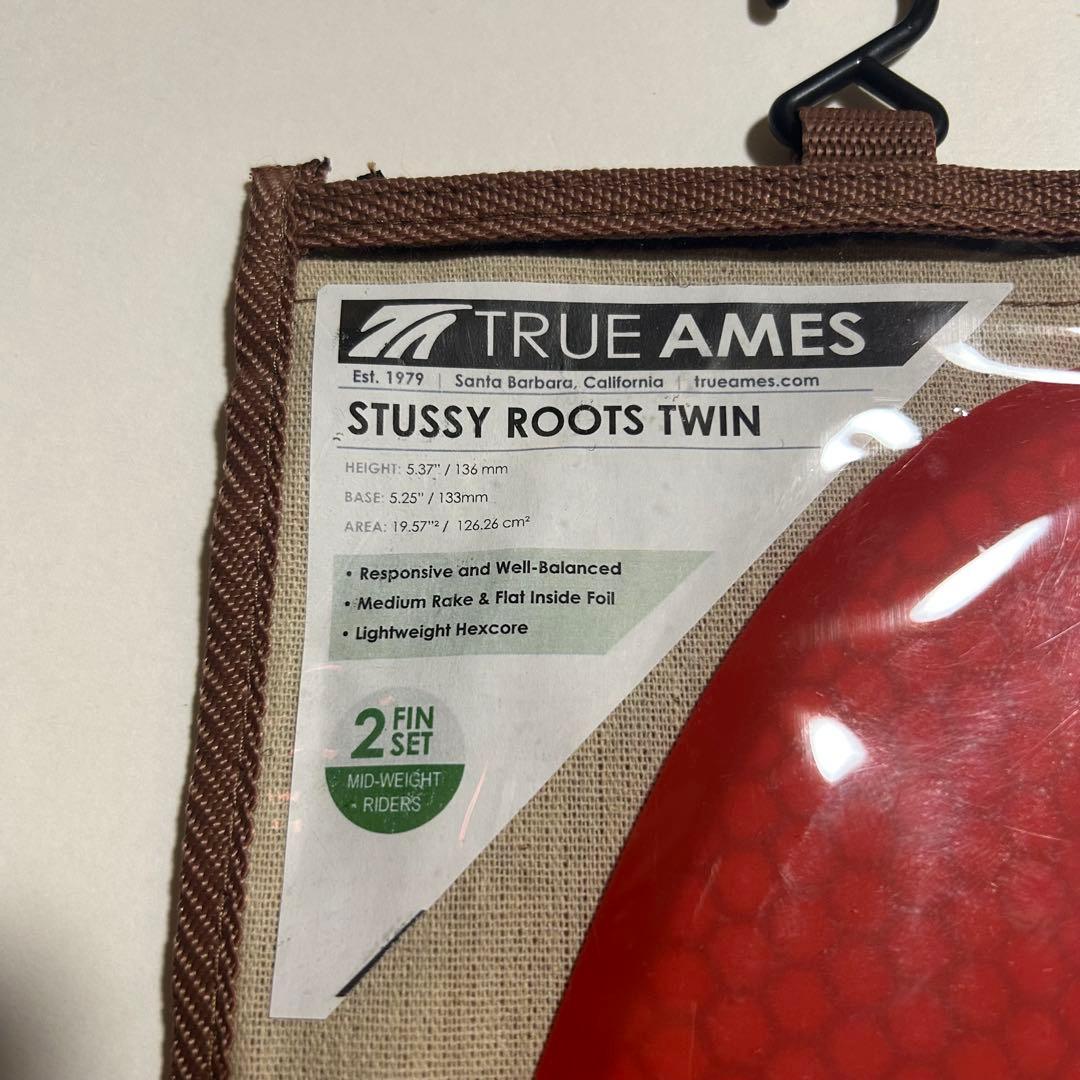 TA TRUE AMES
Est. 1979 | Santa Barbara, California | trueames.com
STUSSY ROOTS TWIN
HEIGHT: 5.37" / 136 mm
BASE: 5.25" / 133mm
AREA: 19.57"² / 126.26 cm²
• Responsive and Well-Balanced
• Medium Rake & Flat Inside Foil
• Lightweight Hexcore
2 FIN
SET
MID-WEIGHT
RIDERS